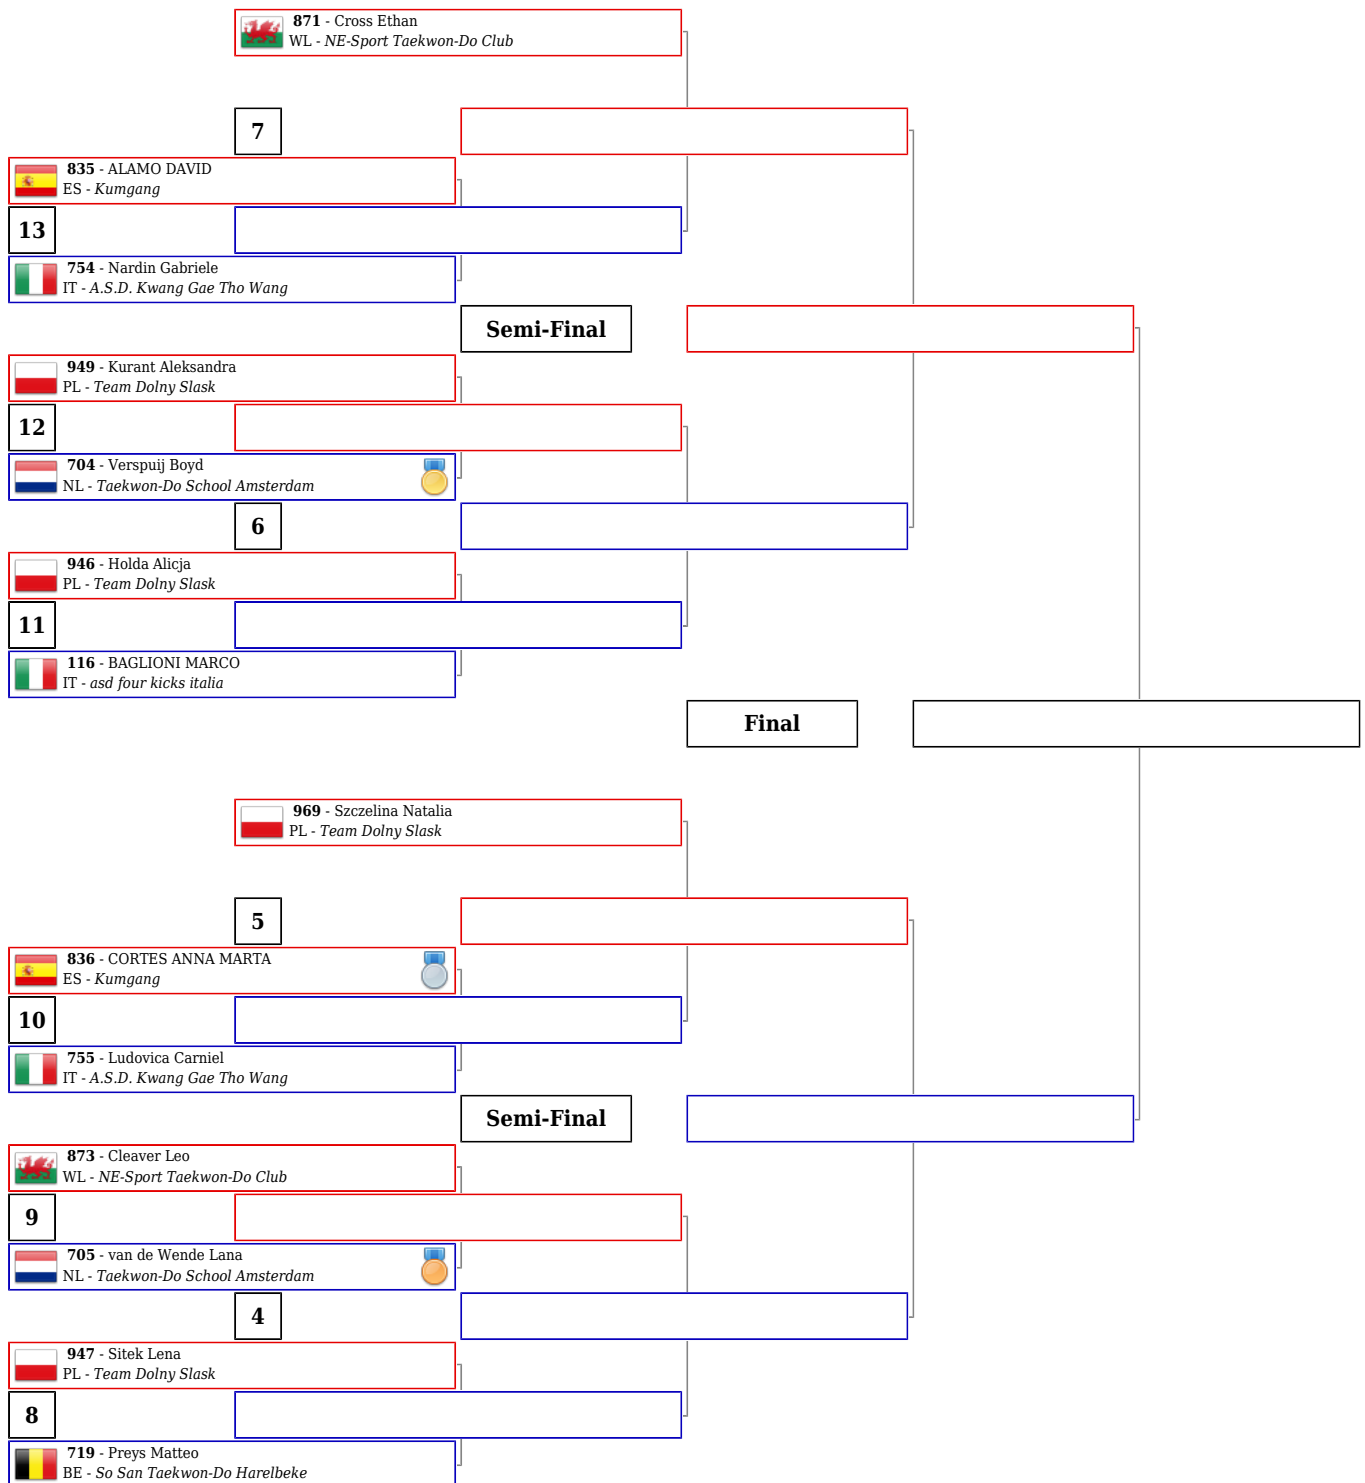 871 - Cross Ethan
WL - NE-Sport Taekwon-Do Club
7
835 - ALAMO DAVID
ES - Kumgang
13
754 - Nardin Gabriele
IT - A.S.D. Kwang Gae Tho Wang
Semi-Final
949 - Kurant Aleksandra
PL - Team Dolny Slask
12
704 - Verspuij Boyd
NL - Taekwon-Do School Amsterdam
6
946 - Holda Alicja
PL - Team Dolny Slask
11
116 - BAGLIONI MARCO
IT - asd four kicks italia
Final
969 - Szczelina Natalia
PL - Team Dolny Slask
5
836 - CORTES ANNA MARTA
ES - Kumgang
10
755 - Ludovica Carniel
IT - A.S.D. Kwang Gae Tho Wang
Semi-Final
873 - Cleaver Leo
WL - NE-Sport Taekwon-Do Club
9
705 - van de Wende Lana
NL - Taekwon-Do School Amsterdam
4
947 - Sitek Lena
PL - Team Dolny Slask
8
719 - Preys Matteo
BE - So San Taekwon-Do Harelbeke